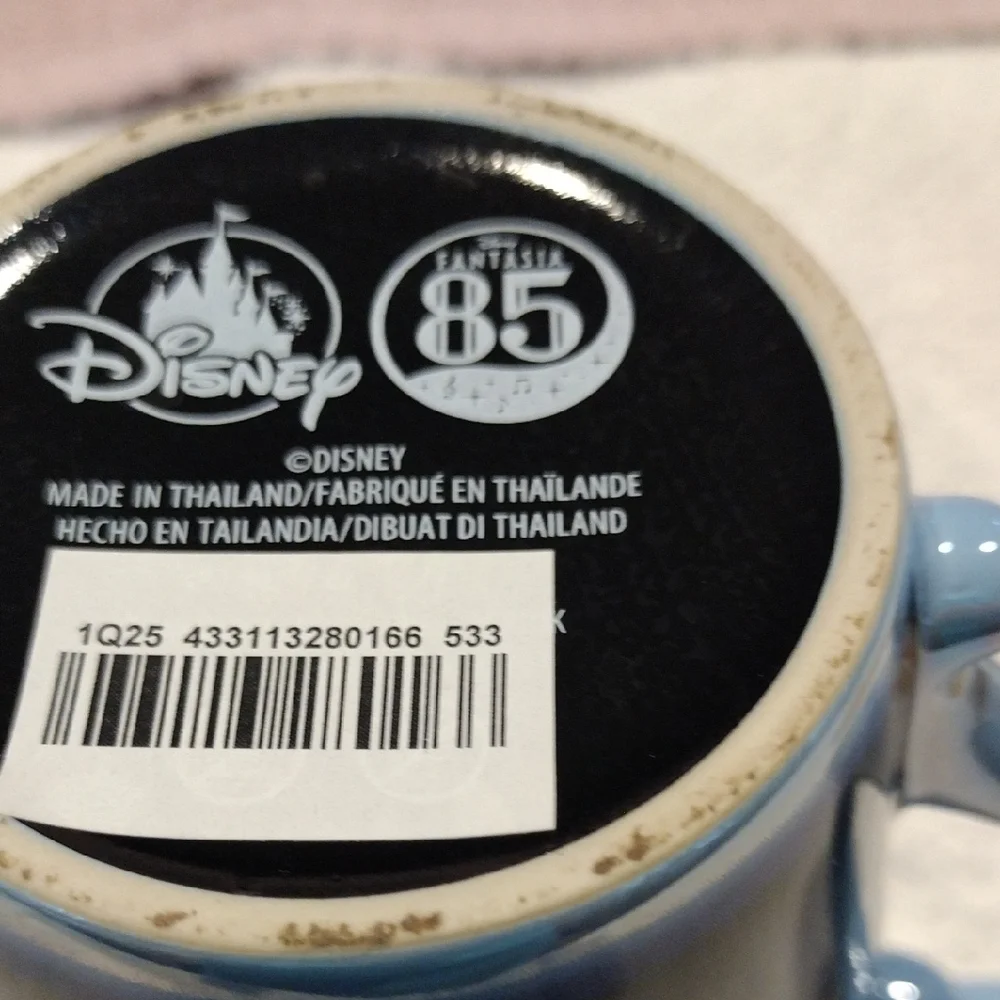 Disney
FANTASIA
85
©DISNEY
MADE IN THAILAND/FABRIQUÉ EN THAÏLANDE
HECHO EN TAILANDIA/DIBUAT DI THAILAND
1Q25 433113280166 533